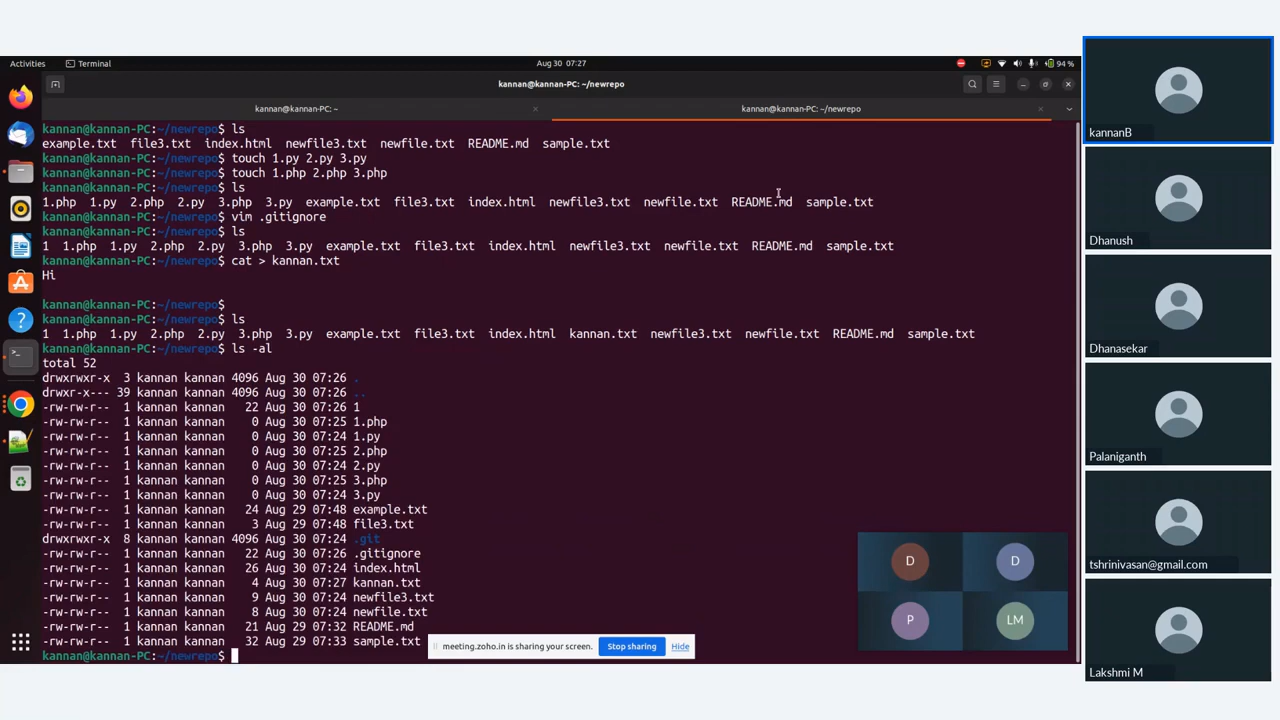 Activities
Terminal
Aug 30 07:27
94 %
kannan@kannan-PC: ~/newrepo
kannan@kannan-PC: ~
kannan@kannan-PC: ~/newrepo
kannan@kannan-PC:~/newrepo$ ls
example.txt file3.txt index.html newfile3.txt newfile.txt README.md sample.txt
kannan@kannan-PC:~/newrepo$ touch 1.py 2.py 3.py
kannan@kannan-PC:~/newrepo$ touch 1.php 2.php 3.php
kannan@kannan-PC:~/newrepo$ ls
1.php 1.py 2.php 2.py 3.php 3.py example.txt file3.txt index.html newfile3.txt newfile.txt README.md sample.txt
kannan@kannan-PC:~/newrepo$ vim .gitignore
kannan@kannan-PC:~/newrepo$ ls
1 1.php 1.py 2.php 2.py 3.php 3.py example.txt file3.txt index.html newfile3.txt newfile.txt README.md sample.txt
kannan@kannan-PC:~/newrepo$ cat > kannan.txt
Hi
kannan@kannan-PC:~/newrepo$
kannan@kannan-PC:~/newrepo$ ls
1 1.php 1.py 2.php 2.py 3.php 3.py example.txt file3.txt index.html kannan.txt newfile3.txt newfile.txt README.md sample.txt
kannan@kannan-PC:~/newrepo$ ls -al
total 52
drwxrwxr-x 3 kannan kannan 4096 Aug 30 07:26 .
drwxr-x--- 39 kannan kannan 4096 Aug 30 07:26 ..
-rw-rw-r-- 1 kannan kannan 22 Aug 30 07:26 1
-rw-rw-r-- 1 kannan kannan 0 Aug 30 07:25 1.php
-rw-rw-r-- 1 kannan kannan 0 Aug 30 07:24 1.py
-rw-rw-r-- 1 kannan kannan 0 Aug 30 07:25 2.php
-rw-rw-r-- 1 kannan kannan 0 Aug 30 07:24 2.py
-rw-rw-r-- 1 kannan kannan 0 Aug 30 07:25 3.php
-rw-rw-r-- 1 kannan kannan 0 Aug 30 07:24 3.py
-rw-rw-r-- 1 kannan kannan 24 Aug 29 07:48 example.txt
-rw-rw-r-- 1 kannan kannan 3 Aug 29 07:48 file3.txt
drwxrwxr-x 8 kannan kannan 4096 Aug 30 07:24 .git
-rw-rw-r-- 1 kannan kannan 22 Aug 30 07:26 .gitignore
-rw-rw-r-- 1 kannan kannan 26 Aug 30 07:24 index.html
-rw-rw-r-- 1 kannan kannan 4 Aug 30 07:27 kannan.txt
-rw-rw-r-- 1 kannan kannan 9 Aug 30 07:24 newfile3.txt
-rw-rw-r-- 1 kannan kannan 8 Aug 30 07:24 newfile.txt
-rw-rw-r-- 1 kannan kannan 21 Aug 29 07:32 README.md
-rw-rw-r-- 1 kannan kannan 32 Aug 29 07:33 sample.txt
kannan@kannan-PC:~/newrepo$
meeting.zoho.in is sharing your screen.
Stop sharing
Hide
D
D
P
LM
kannanB
Dhanush
Dhanasekar
Palaniganth
tshrinivasan@gmail.com
Lakshmi M